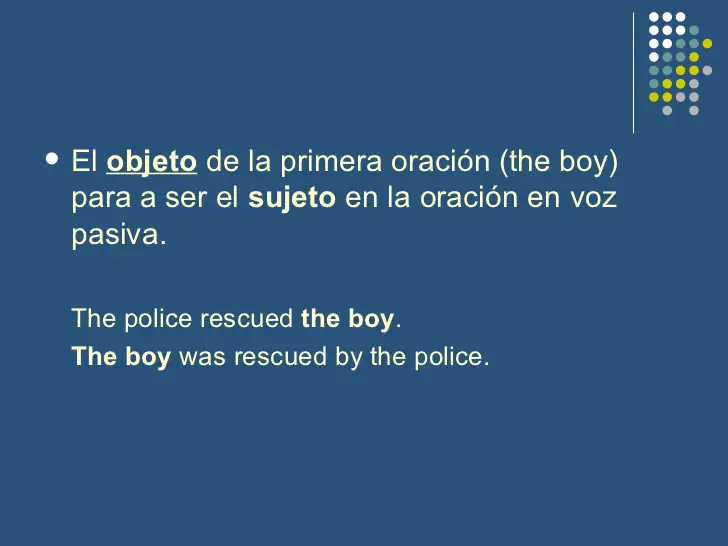 El objeto de la primera oración (the boy)
para a ser el sujeto en la oración en voz
pasiva.
The police rescued the boy.
The boy was rescued by the police.